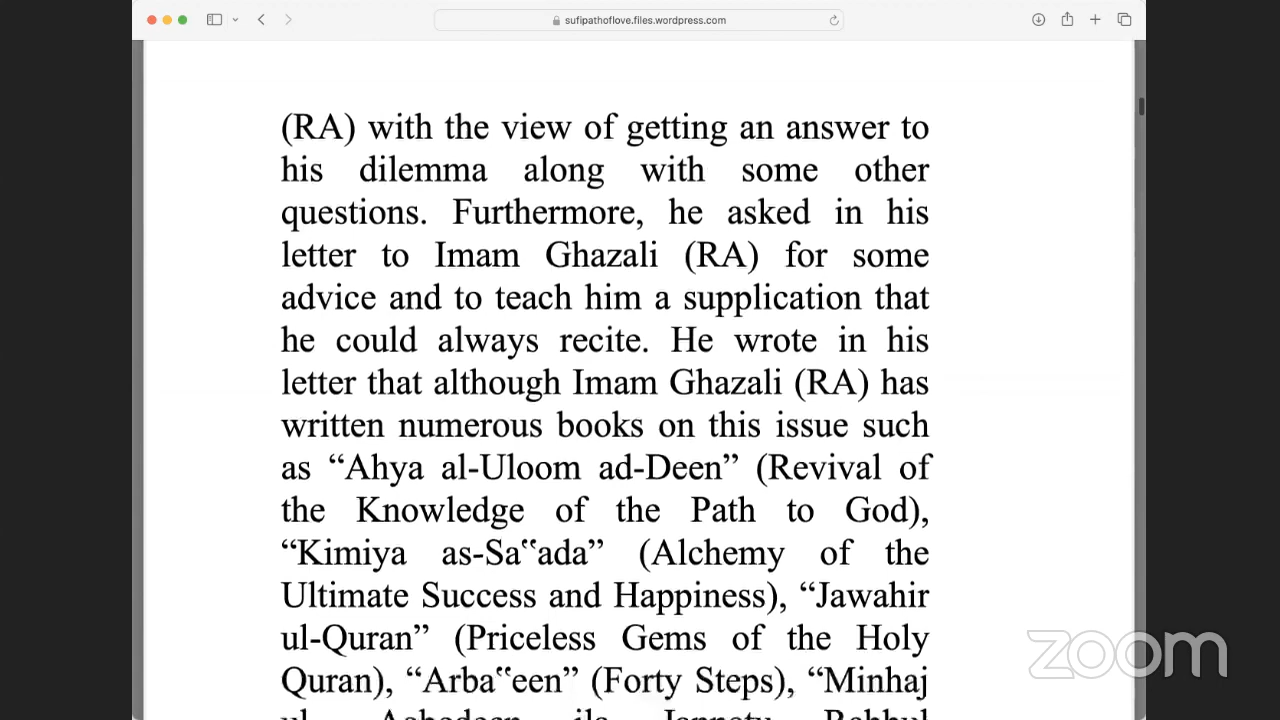 sufipathoflove.files.wordpress.com
(RA) with the view of getting an answer to
his dilemma along with some other
questions. Furthermore, he asked in his
letter to Imam Ghazali (RA) for some
advice and to teach him a supplication that
he could always recite. He wrote in his
letter that although Imam Ghazali (RA) has
written numerous books on this issue such
as “Ahya al-Uloom ad-Deen” (Revival of
the Knowledge of the Path to God),
“Kimiya as-Sa‟ada” (Alchemy of the
Ultimate Success and Happiness), “Jawahir
ul-Quran” (Priceless Gems of the Holy
Quran), “Arba‟een” (Forty Steps), “Minhaj
ul Aabedeen ila Jannatu Rabbul
zoom